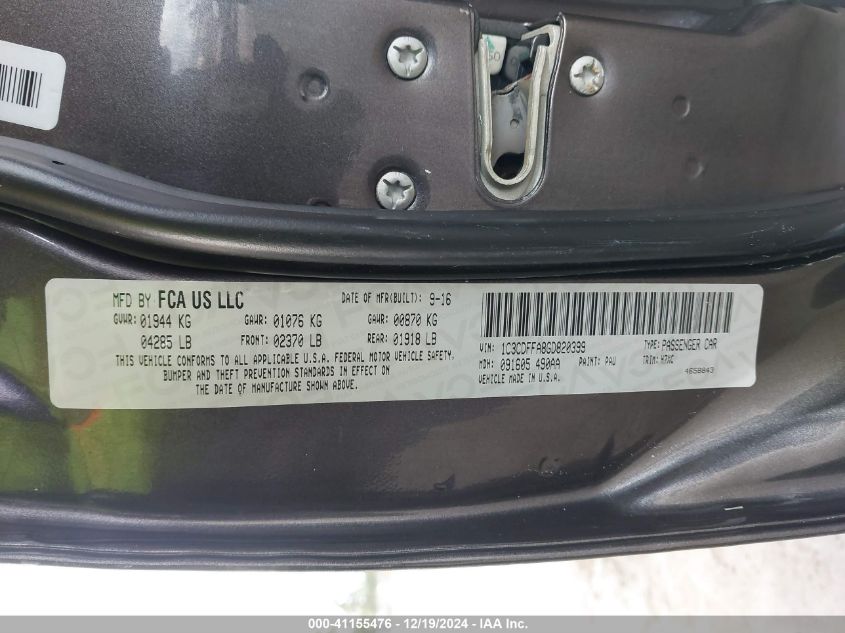 MFD BY FCA US LLC DATE OF MFR(BUILT): 9-16
GVWR: 01944 KG GAWR: 01076 KG GAWR: 00870 KG
04285 LB FRONT: 02370 LB REAR: 01918 LB
THIS VEHICLE CONFORMS TO ALL APPLICABLE U.S.A. FEDERAL MOTOR VEHICLE SAFETY,
BUMPER AND THEFT PREVENTION STANDARDS IN EFFECT ON
THE DATE OF MANUFACTURE SHOWN ABOVE.
VIN: 1C3CDFFA8GD820399 TYPE: PASSENGER CAR
MDH: 091605 490AA PAINT: PAU TRIM: H7XC
VEHICLE MADE IN U.S.A. 4658843
000-41155476 - 12/19/2024 - IAA Inc.